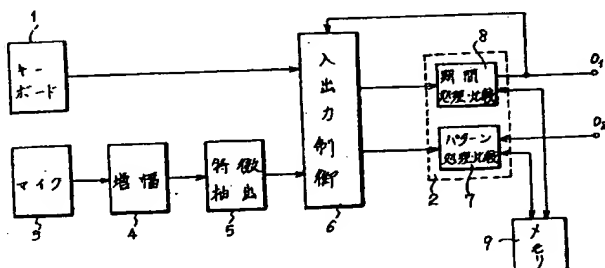 1
キーボード
マイク
3
増幅
4
特徴抽出
5
入出力制御
6
8
期間
処理・比較
パターン
処理・比較
2
7
O1
O2
メモリ
9